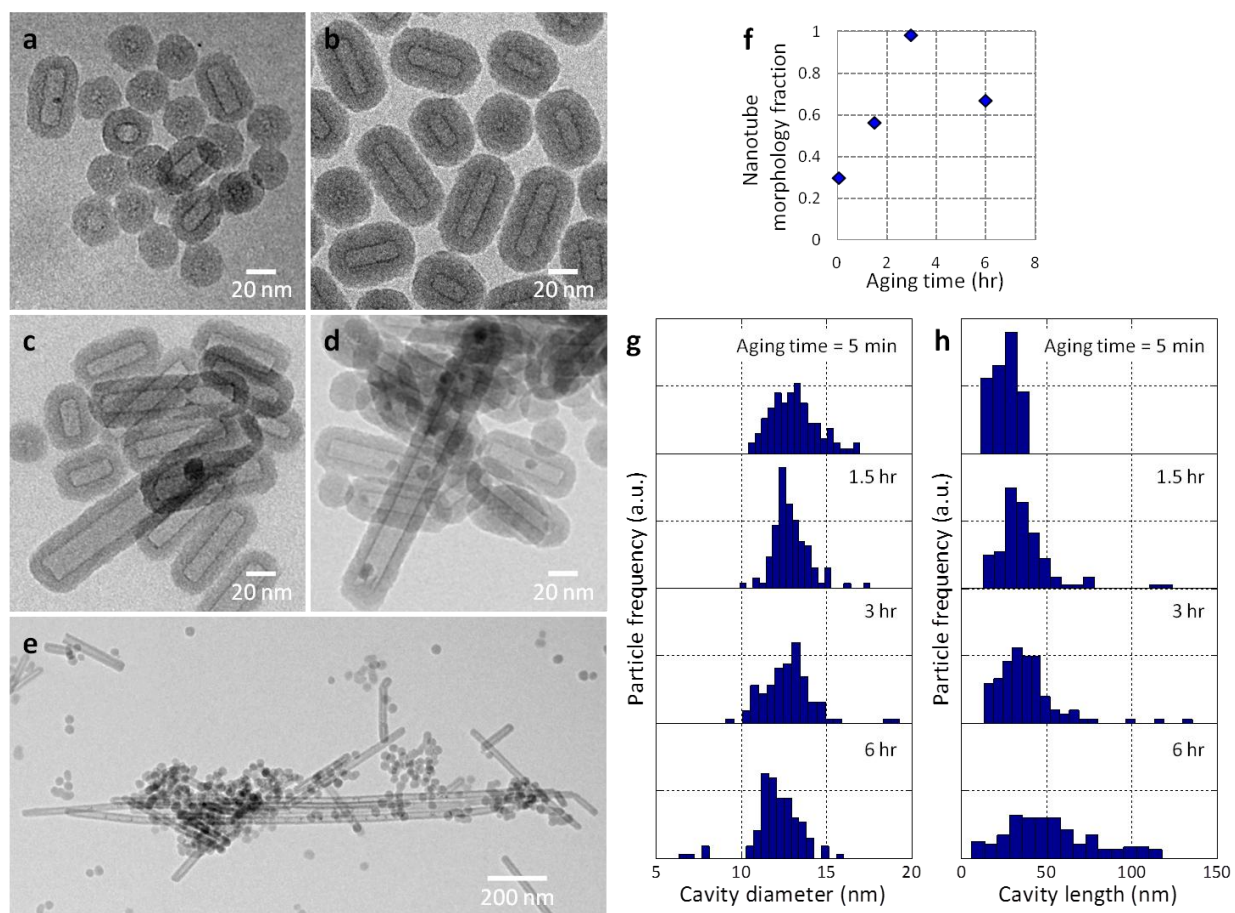 a
20 nm
b
20 nm
c
20 nm
d
20 nm
e
200 nm
f
Nanotube
morphology fraction
1
0.8
0.6
0.4
0.2
0
0
2
4
6
8
Aging time (hr)
g
Particle frequency (a.u.)
Aging time = 5 min
1.5 hr
3 hr
6 hr
5
10
15
20
Cavity diameter (nm)
h
Particle frequency (a.u.)
Aging time = 5 min
1.5 hr
3 hr
6 hr
0
50
100
150
Cavity length (nm)